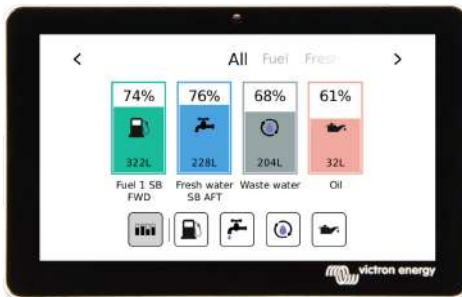 All Fuel Fresh
74% 76% 68% 61%
322L 228L 204L 32L
Fuel 1 SB Fresh water Waste water Oil
FWD SB AFT
victron energy